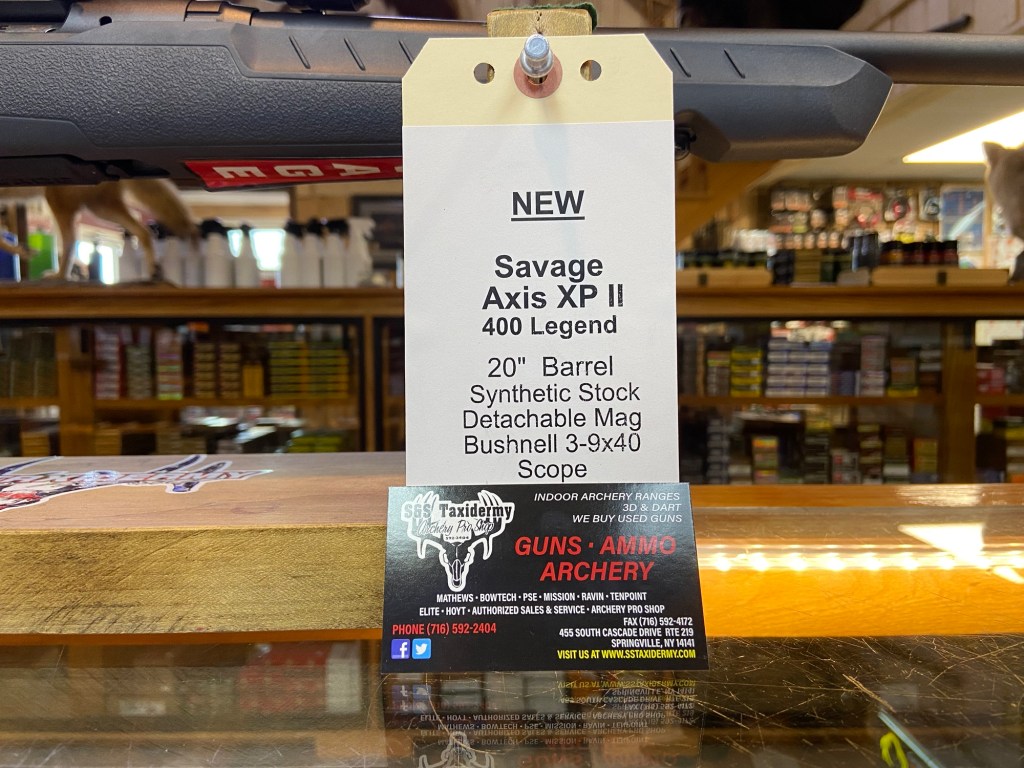 AGE
NEW
Savage
Axis XP II
400 Legend
20" Barrel
Synthetic Stock
Detachable Mag
Bushnell 3-9x40
Scope
S&S Taxidermy
Archery Pro Shop
592-2404
INDOOR ARCHERY RANGES
3D & DART
WE BUY USED GUNS
GUNS · AMMO
ARCHERY
MATHEWS · BOWTECH · PSE · MISSION · RAVIN · TENPOINT
ELITE · HOYT · AUTHORIZED SALES & SERVICE · ARCHERY PRO SHOP
PHONE (716) 592-2404
FAX (716) 592-4172
455 SOUTH CASCADE DRIVE RTE 219
SPRINGVILLE, NY 14141
VISIT US AT WWW.SSTAXIDERMY.COM